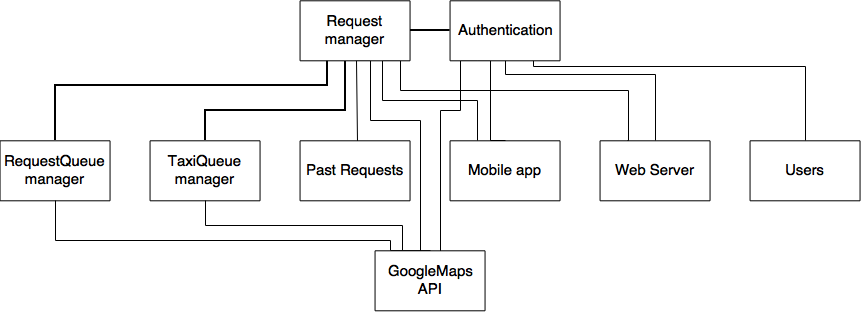 Request
manager
Authentication
RequestQueue
manager
TaxiQueue
manager
Past Requests
Mobile app
Web Server
Users
GoogleMaps
API